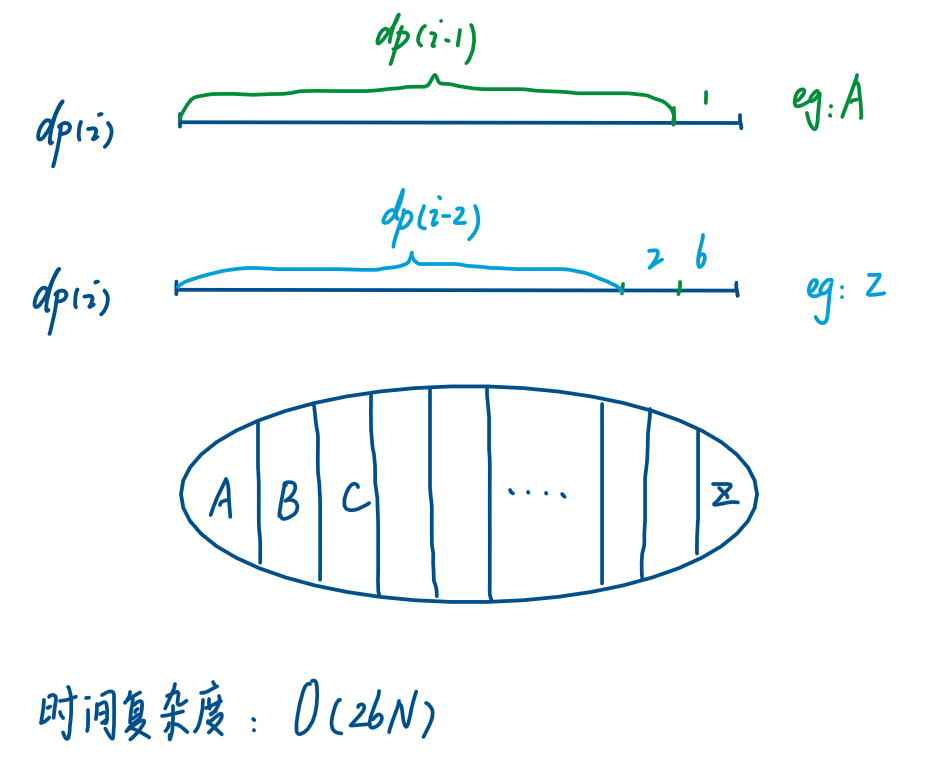 dp(i-1)
dp(i) 1 eg: A
dp(i-2)
dp(i) 2 6 eg: Z
A B C .... Z
时间复杂度: O(26N)